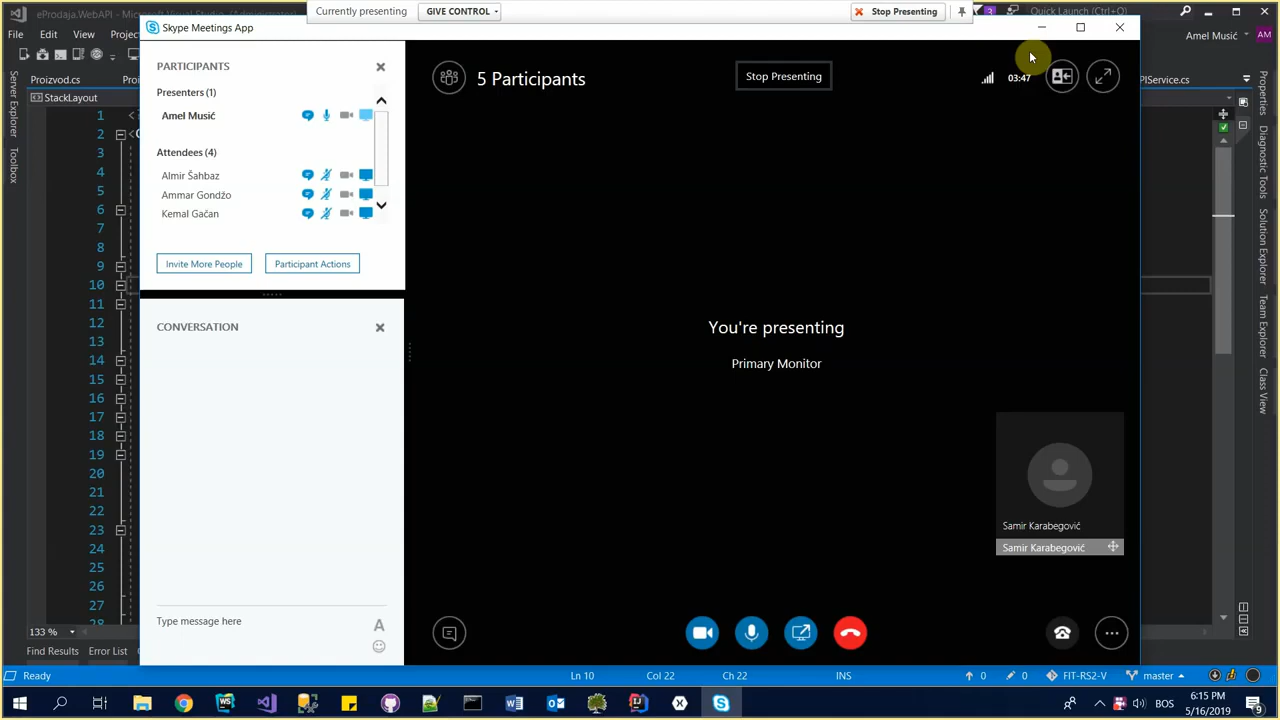 Currently presenting
GIVE CONTROL
Stop Presenting
eProdaja.WebAPI
Quick Launch (Ctrl+Q)
3
Skype Meetings App
File Edit View
Amel Musić AM
PARTICIPANTS
Presenters (1)
Amel Musić
Attendees (4)
Almir Šahbaz
Ammar Gondžo
Kemal Gačan
Invite More People
Participant Actions
5 Participants
Stop Presenting
03:47
Proizvod.cs
StackLayout
Server Explorer
Toolbox
1
2
3
4
5
6
7
8
9
10
11
12
13
14
15
16
17
18
19
20
21
22
23
24
25
26
27
28
CONVERSATION
Type message here
A
You're presenting
Primary Monitor
Samir Karabegović
Samir Karabegović
Properties
Diagnostic Tools
Solution Explorer
Team Explorer
Class View
133 %
Find Results
Error List
Ready
Ln 10
Col 22
Ch 22
INS
0
0
FIT-RS2-V
master
BOS
6:15 PM
5/16/2019
9